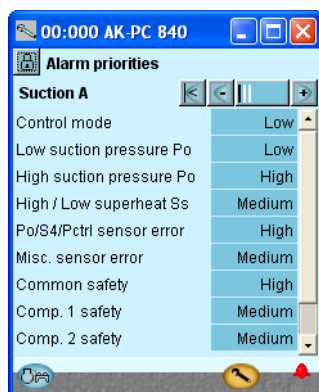 00:000 AK-PC 840
Alarm priorities
Suction A
Control mode Low
Low suction pressure Po Low
High suction pressure Po High
High / Low superheat Ss Medium
Po/S4/Pctrl sensor error High
Misc. sensor error Medium
Common safety High
Comp. 1 safety Medium
Comp. 2 safety Medium